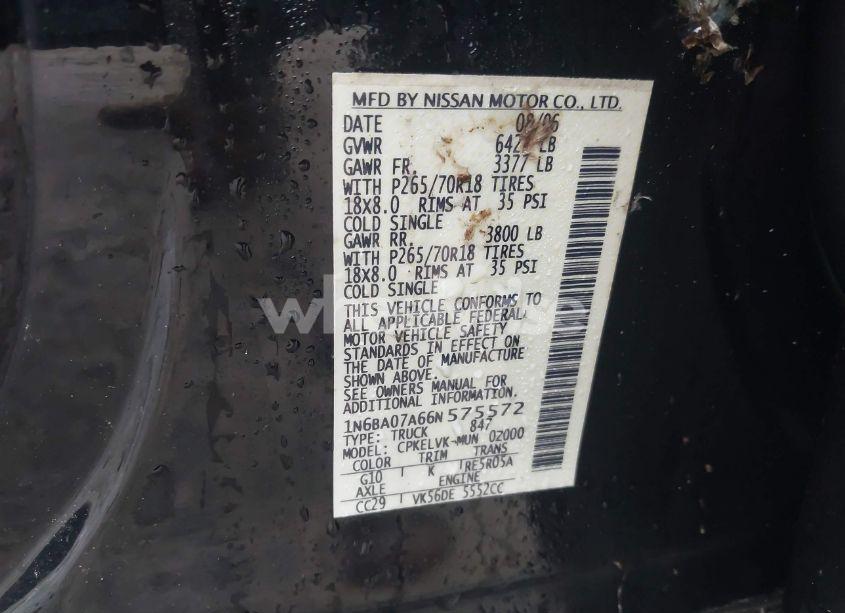 MFD BY NISSAN MOTOR CO., LTD.
DATE 08/06
GVWR LB
GAWR FR. 3377 LB
WITH P265/70R18 TIRES
18X8.0 RIMS AT 35 PSI
COLD SINGLE
GAWR RR. 3800 LB
WITH P265/70R18 TIRES
18X8.0 RIMS AT 35 PSI
COLD SINGLE
THIS VEHICLE CONFORMS TO
ALL APPLICABLE FEDERAL
MOTOR VEHICLE SAFETY
STANDARDS IN EFFECT ON
THE DATE OF MANUFACTURE
SHOWN ABOVE.
SEE OWNERS MANUAL FOR
ADDITIONAL INFORMATION.
1N6BA07A66N575572
TYPE: TRUCK 847
MODEL: CPKELVK-MUN 02000
COLOR TRIM TRANS
G10 K RE5R05A
AXLE ENGINE
CC29 VK56DE 5552CC